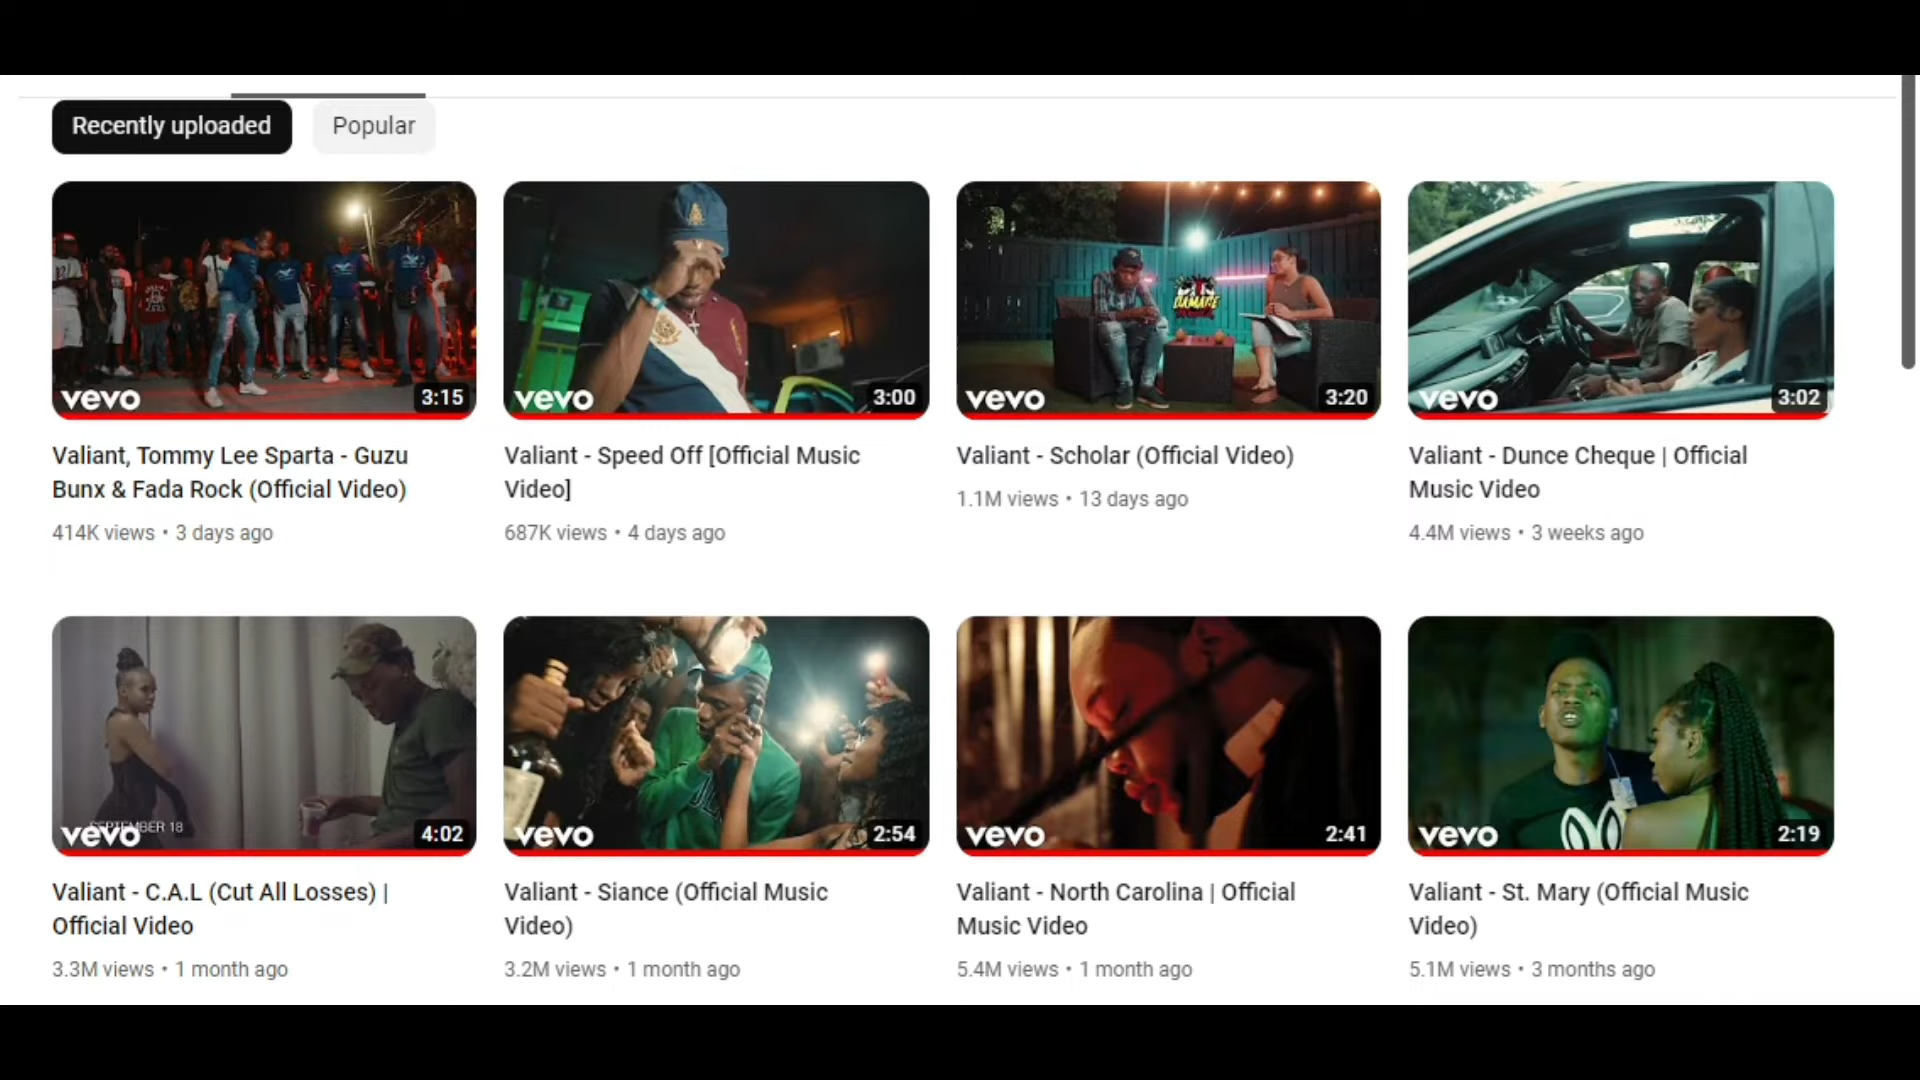 Recently uploaded
Popular
DAMAGE
vevo
3:15
vevo
3:00
vevo
3:20
vevo
3:02
Valiant, Tommy Lee Sparta - Guzu
Bunx & Fada Rock (Official Video)
414K views • 3 days ago
Valiant - Speed Off [Official Music
Video]
687K views • 4 days ago
Valiant - Scholar (Official Video)
1.1M views • 13 days ago
Valiant - Dunce Cheque | Official
Music Video
4.4M views • 3 weeks ago
SEPTEMBER 18
vevo
4:02
vevo
2:54
vevo
2:41
vevo
2:19
Valiant - C.A.L (Cut All Losses) |
Official Video
3.3M views • 1 month ago
Valiant - Siance (Official Music
Video)
3.2M views • 1 month ago
Valiant - North Carolina | Official
Music Video
5.4M views • 1 month ago
Valiant - St. Mary (Official Music
Video)
5.1M views • 3 months ago